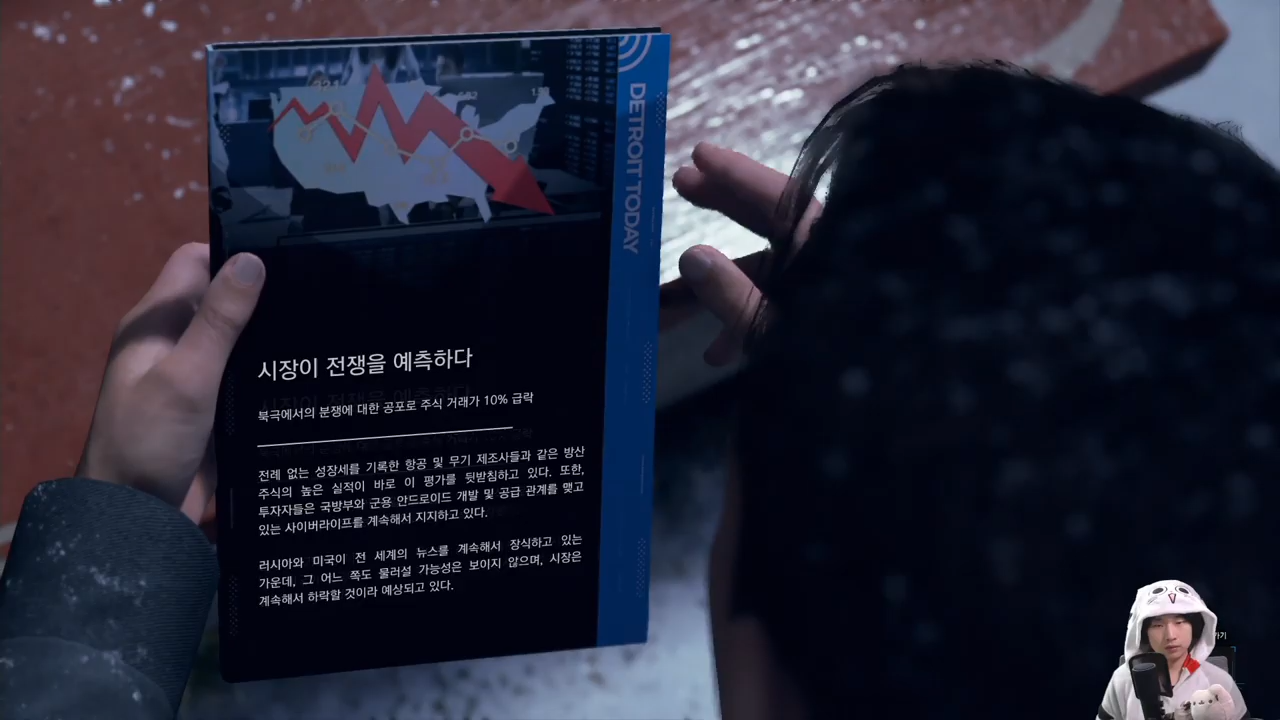 DETROIT TODAY
시장이 전쟁을 예측하다
북극에서의 분쟁에 대한 공포로 주식 거래가 10% 급락
전례 없는 성장세를 기록한 항공 및 무기 제조사들과 같은 방산
주식의 높은 실적이 바로 이 평가를 뒷받침하고 있다. 또한,
투자자들은 국방부와 군용 안드로이드 개발 및 공급 관계를 맺고
있는 사이버라이프를 계속해서 지지하고 있다.
러시아와 미국이 전 세계의 뉴스를 계속해서 장식하고 있는
가운데, 그 어느 쪽도 물러설 가능성은 보이지 않으며, 시장은
계속해서 하락할 것이라 예상되고 있다.